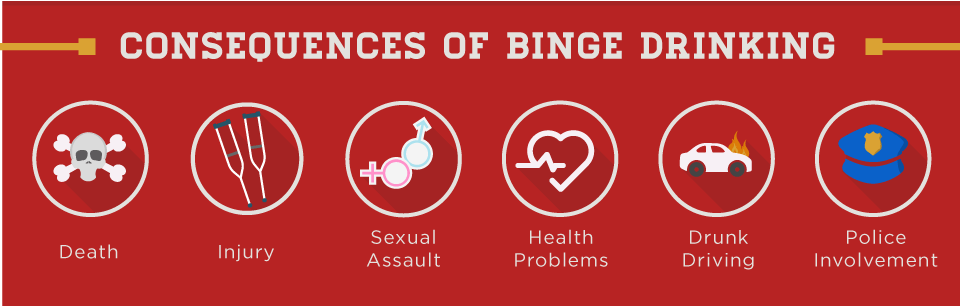 CONSEQUENCES OF BINGE DRINKING
Death
Injury
Sexual
Assault
Health
Problems
Drunk
Driving
Police
Involvement